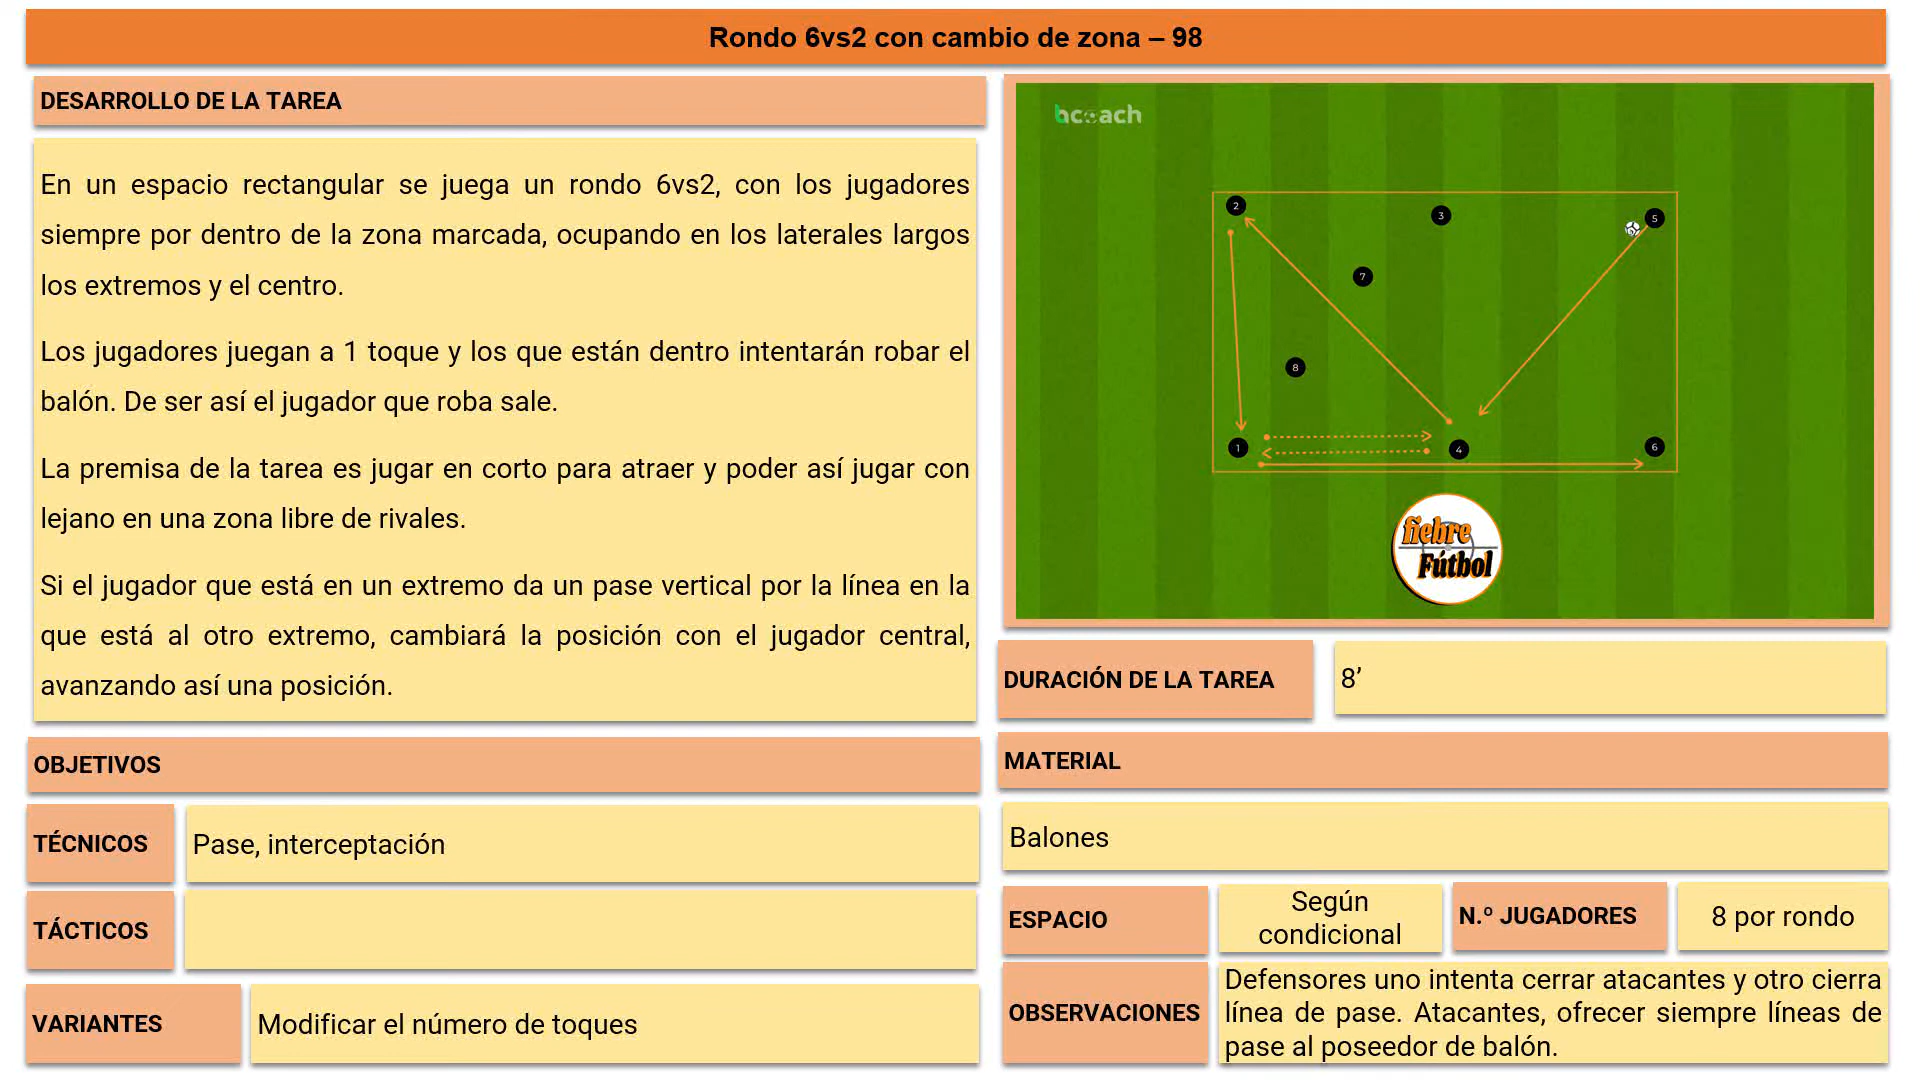 Rondo 6vs2 con cambio de zona – 98
DESARROLLO DE LA TAREA
En un espacio rectangular se juega un rondo 6vs2, con los jugadores
siempre por dentro de la zona marcada, ocupando en los laterales largos
los extremos y el centro.
Los jugadores juegan a 1 toque y los que están dentro intentarán robar el
balón. De ser así el jugador que roba sale.
La premisa de la tarea es jugar en corto para atraer y poder así jugar con
lejano en una zona libre de rivales.
Si el jugador que está en un extremo da un pase vertical por la línea en la
que está al otro extremo, cambiará la posición con el jugador central,
avanzando así una posición.
bcoach
2
3
5
7
8
1
4
6
fiebre
Fútbol
DURACIÓN DE LA TAREA
8’
OBJETIVOS
TÉCNICOS
Pase, interceptación
TÁCTICOS
VARIANTES
Modificar el número de toques
MATERIAL
Balones
ESPACIO
Según
condicional
N.º JUGADORES
8 por rondo
OBSERVACIONES
Defensores uno intenta cerrar atacantes y otro cierra
línea de pase. Atacantes, ofrecer siempre líneas de
pase al poseedor de balón.